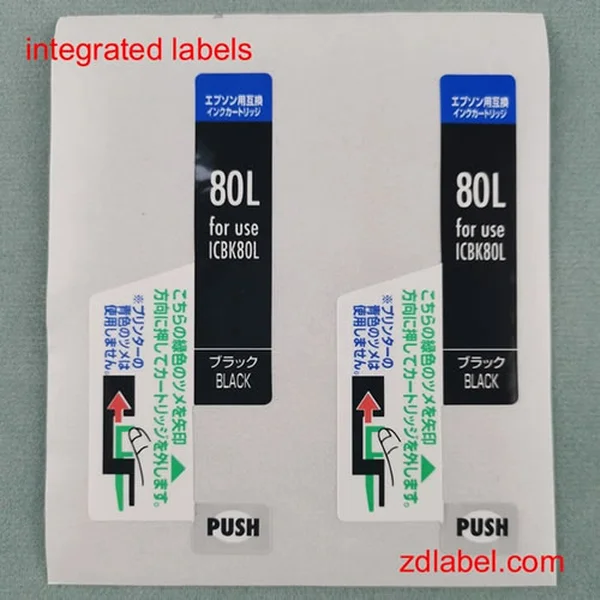 integrated labels
エプソン用互換
インクカートリッジ
80L
for use
ICBK80L
ブラック
BLACK
こちらの緑色のツメを矢印
方向に押してカートリッジを外します。
※プリンターの
青色のツメは
使用しません。
PUSH
エプソン用互換
インクカートリッジ
80L
for use
ICBK80L
ブラック
BLACK
こちらの緑色のツメを矢印
方向に押してカートリッジを外します。
※プリンターの
青色のツメは
使用しません。
PUSH
zdlabel.com